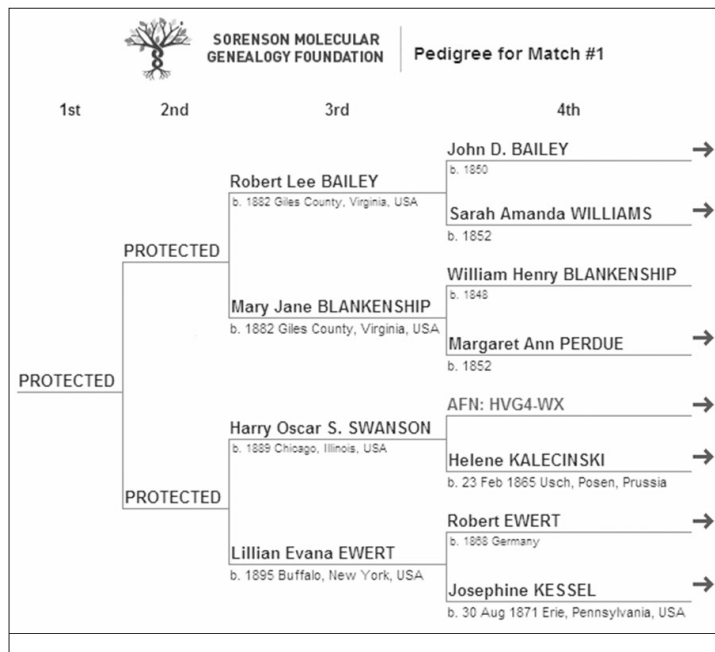 SORENSON MOLECULAR
GENEALOGY FOUNDATION
Pedigree for Match #1
1st 2nd 3rd 4th
John D. BAILEY
b. 1850
Robert Lee BAILEY
b. 1882 Giles County, Virginia, USA
Sarah Amanda WILLIAMS
b. 1852
PROTECTED
William Henry BLANKENSHIP
b. 1848
Mary Jane BLANKENSHIP
b. 1882 Giles County, Virginia, USA
Margaret Ann PERDUE
b. 1852
PROTECTED
AFN: HVG4-WX
Harry Oscar S. SWANSON
b. 1889 Chicago, Illinois, USA
Helene KALECINSKI
b. 23 Feb 1865 Usch, Posen, Prussia
PROTECTED
Robert EWERT
b. 1868 Germany
Lillian Evana EWERT
b. 1895 Buffalo, New York, USA
Josephine KESSEL
b. 30 Aug 1871 Erie, Pennsylvania, USA